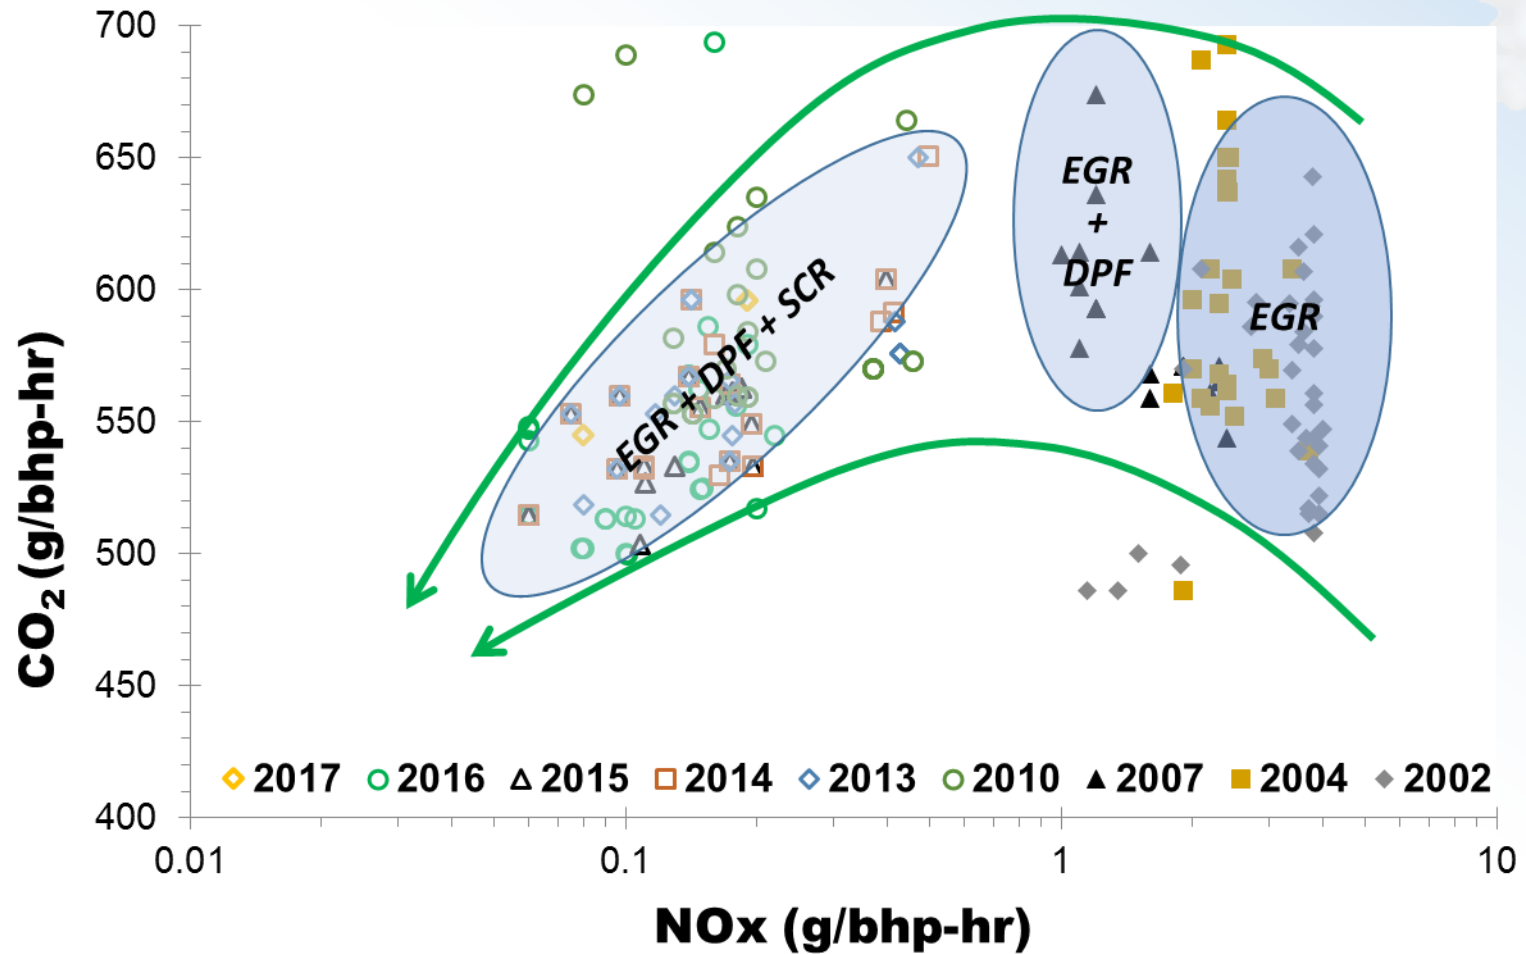 700
650
600
550
500
450
400
CO2 (g/bhp-hr)
EGR + DPF + SCR
EGR
+
DPF
EGR
2017 2016 2015 2014 2013 2010 2007 2004 2002
0.01 0.1 1 10
NOx (g/bhp-hr)